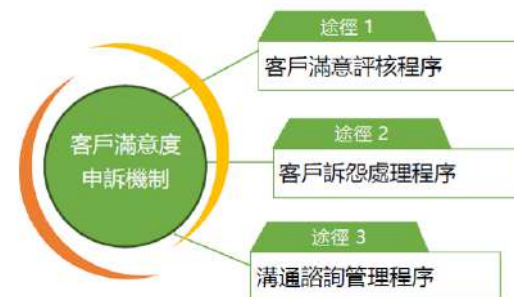 客戶滿意度
申訴機制
途徑 1
客戶滿意評核程序
途徑 2
客戶訴怨處理程序
途徑 3
溝通諮詢管理程序